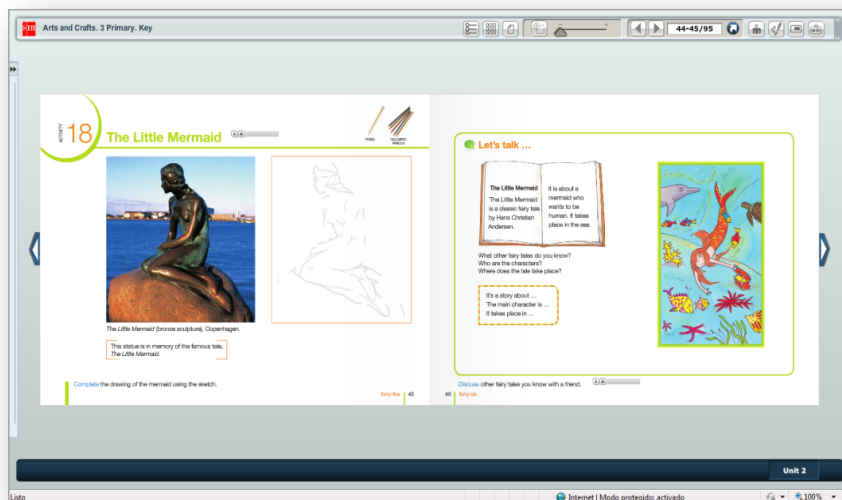 sm Arts and Crafts. 3 Primary. Key
44-45/95
ACTIVITY
18
The Little Mermaid
PENCIL
COLOURED
PENCILS
The Little Mermaid (bronze sculpture), Copenhagen.
This statue is in memory of the famous tale,
The Little Mermaid.
Complete the drawing of the mermaid using the sketch.
forty-five 45
Let's talk ...
The Little Mermaid
The Little Mermaid
is a classic fairy tale
by Hans Christian
Andersen.
It is about a
mermaid who
wants to be
human. It takes
place in the sea.
What other fairy tales do you know?
Who are the characters?
Where does the tale take place?
It's a story about ...
The main character is ...
It takes place in ...
Discuss other fairy tales you know with a friend.
46 forty-six
Unit 2
Listo
Internet | Modo protegido: activado
100%